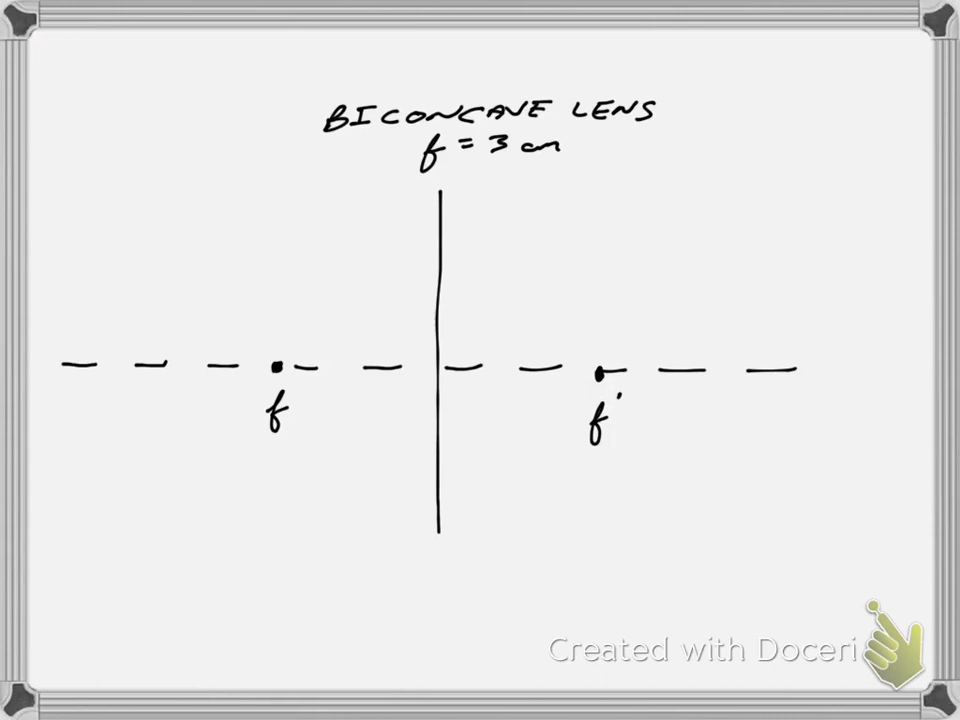 BICONCAVE LENS
f = 3 cm
f
f'
Created with Doceri